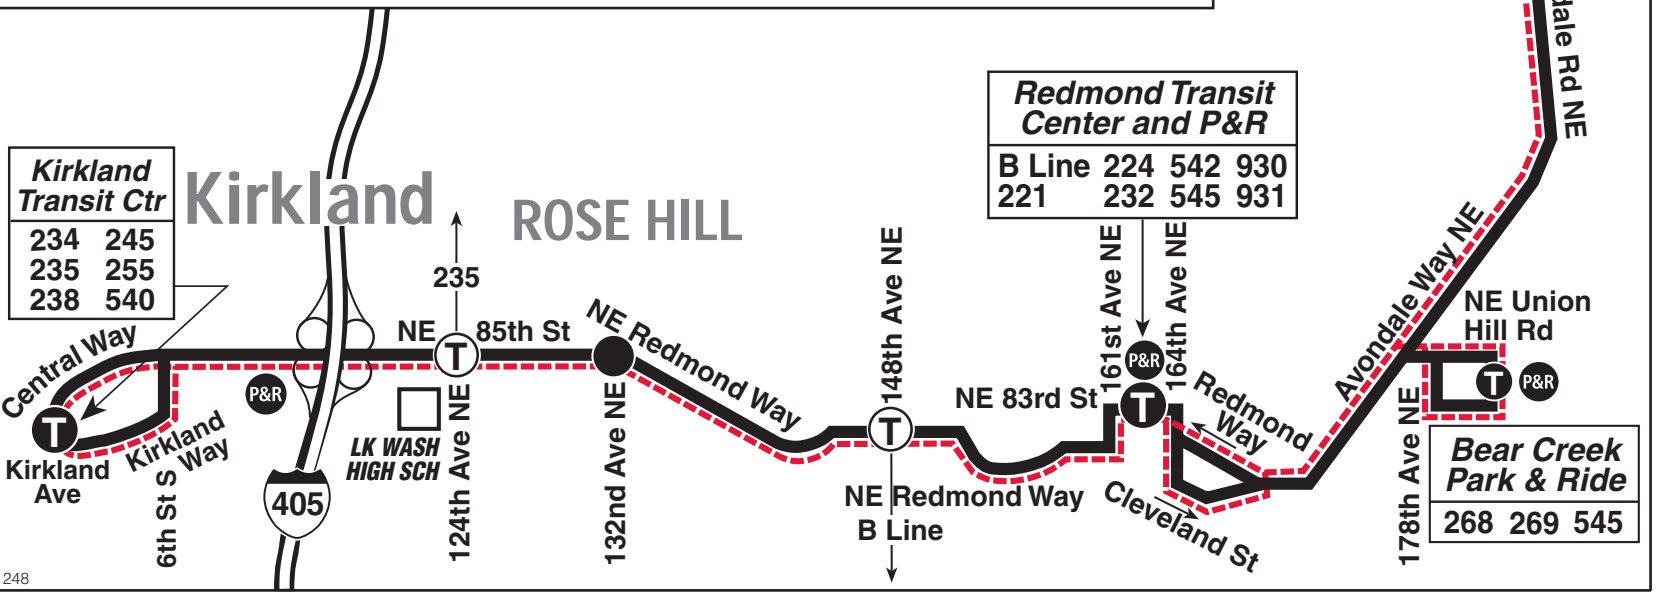 dale Rd NE
Redmond Transit
Center and P&R
B Line 224 542 930
221 232 545 931
Kirkland
Transit Ctr
234 245
235 255
238 540
Kirkland
ROSE HILL
235
NE 85th St
NE Redmond Way
148th Ave NE
161st Ave NE
164th Ave NE
Avondale Way NE
NE Union
Hill Rd
Central Way
T
P&R
T
P&R
NE 83rd St
T
Redmond
Way
T
P&R
T
T
Kirkland
Ave
Kirkland
Way
6th St S
LK WASH
HIGH SCH
124th Ave NE
132nd Ave NE
405
NE Redmond Way
B Line
Cleveland St
178th Ave NE
Bear Creek
Park & Ride
268 269 545
248